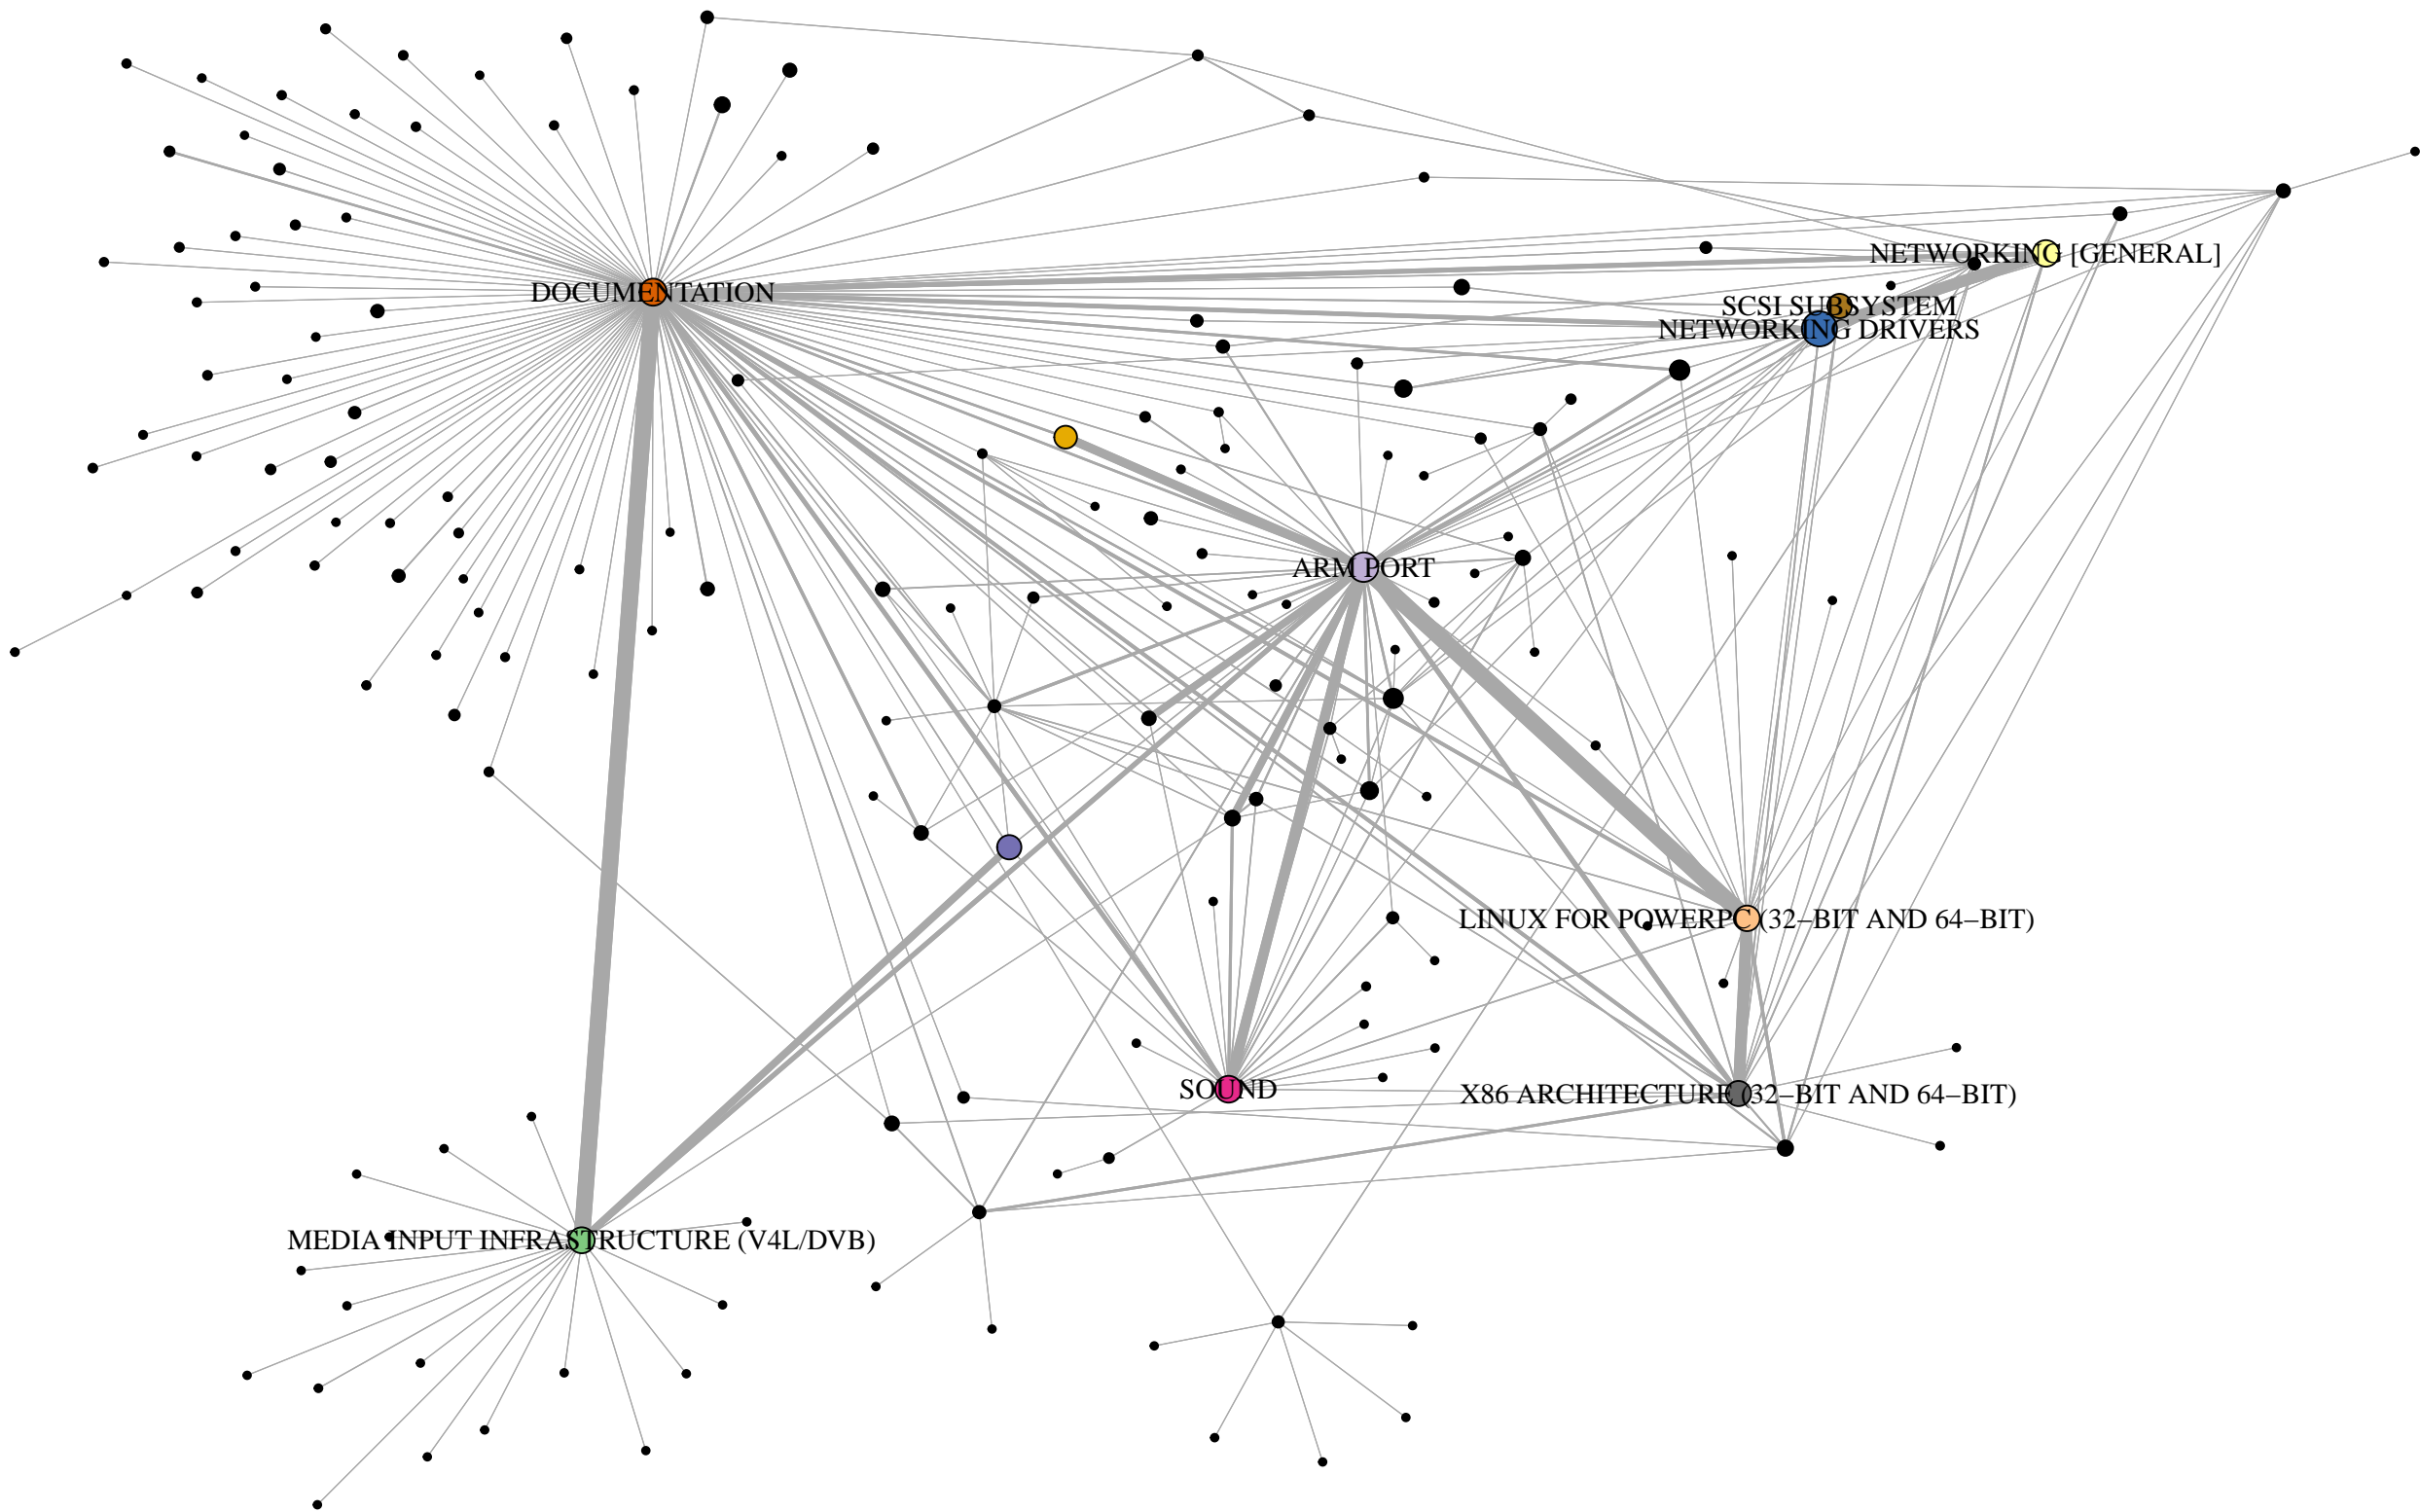 NETWORKING [GENERAL]
DOCUMENTATION
SCSI SUBSYSTEM
NETWORKING DRIVERS
ARM PORT
LINUX FOR POWERPC (32−BIT AND 64−BIT)
SOUND
X86 ARCHITECTURE (32−BIT AND 64−BIT)
MEDIA INPUT INFRASTRUCTURE (V4L/DVB)